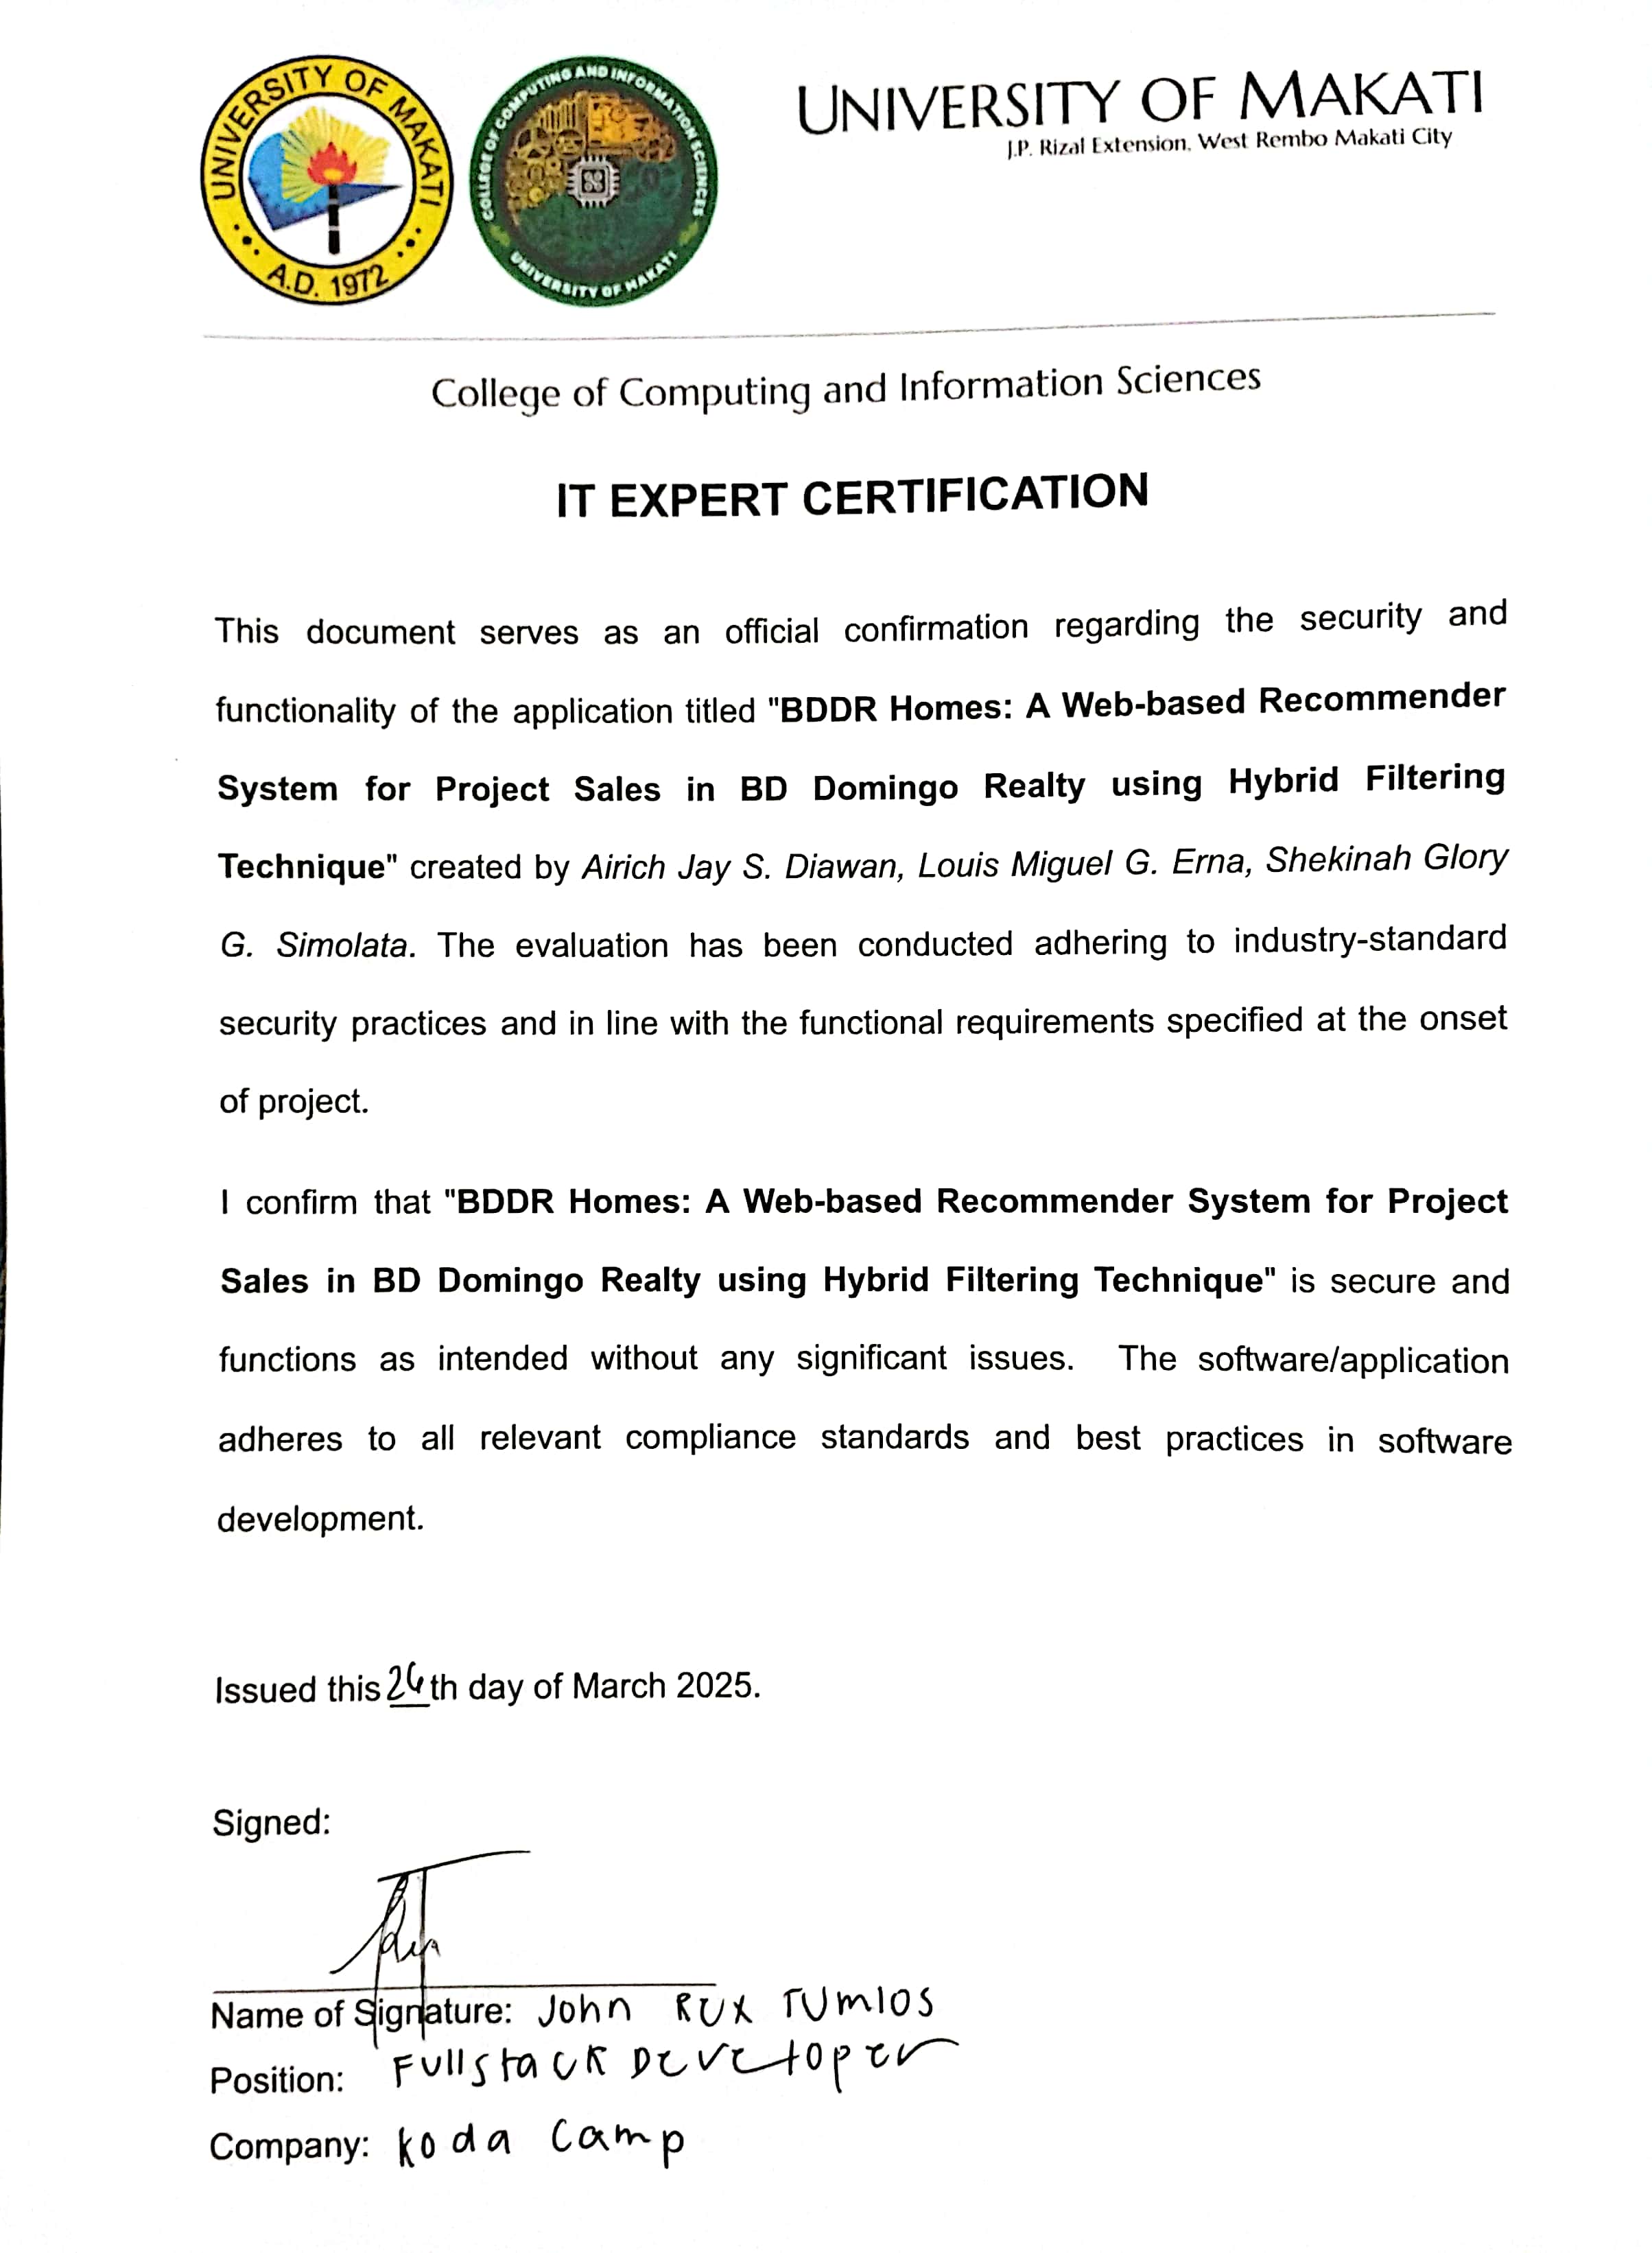 UNIVERSITY OF MAKATI
A.D. 1972
COLLEGE OF COMPUTING AND INFORMATION SCIENCES
UNIVERSITY OF MAKATI
UNIVERSITY OF MAKATI
J.P. Rizal Extension, West Rembo Makati City
College of Computing and Information Sciences
IT EXPERT CERTIFICATION
This document serves as an official confirmation regarding the security and
functionality of the application titled "BDDR Homes: A Web-based Recommender
System for Project Sales in BD Domingo Realty using Hybrid Filtering
Technique" created by Airich Jay S. Diawan, Louis Miguel G. Erna, Shekinah Glory
G. Simolata. The evaluation has been conducted adhering to industry-standard
security practices and in line with the functional requirements specified at the onset
of project.
I confirm that "BDDR Homes: A Web-based Recommender System for Project
Sales in BD Domingo Realty using Hybrid Filtering Technique" is secure and
functions as intended without any significant issues. The software/application
adheres to all relevant compliance standards and best practices in software
development.
Issued this th day of March 2025.
Signed:
Name of Signature: John Rux Tumlos
Position: Fullstack Developer
Company: Koda Camp